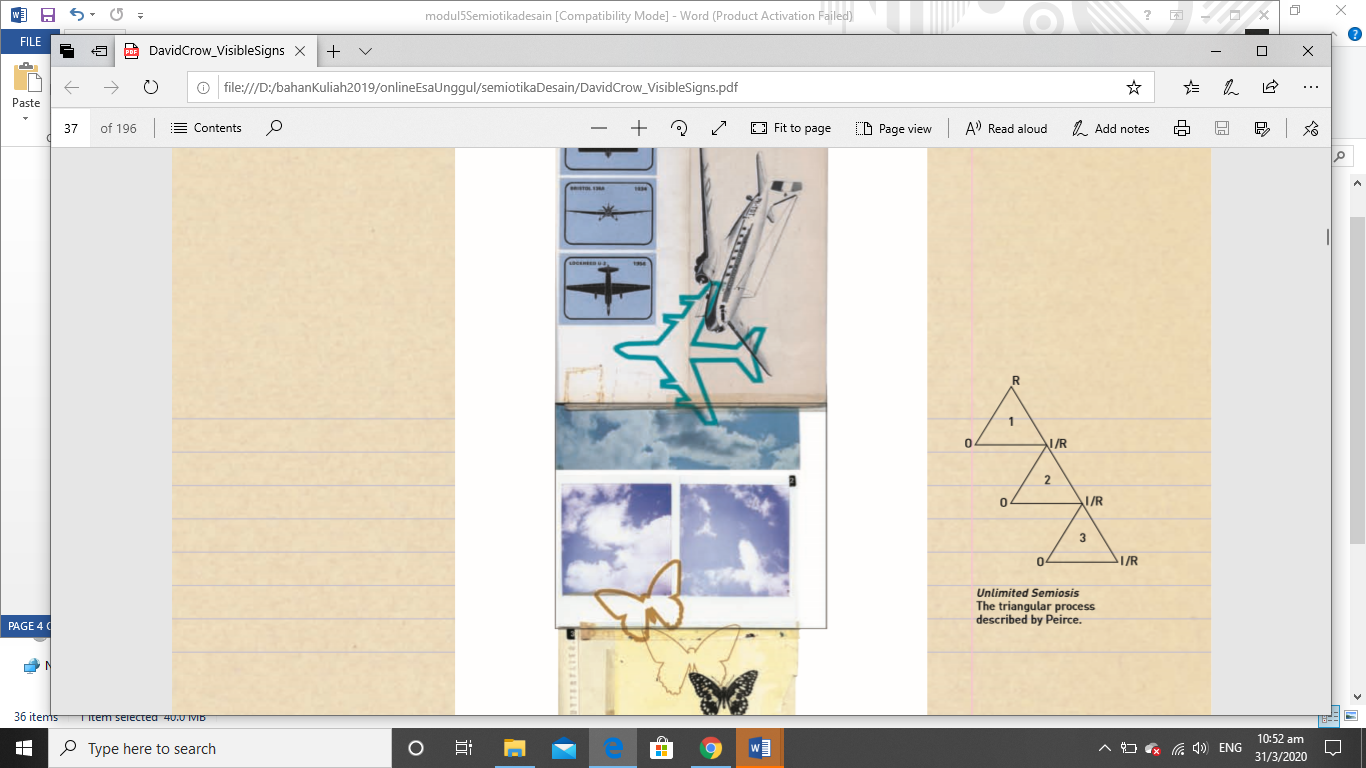 modul5Semiotikadesain [Compatibility Mode] - Word (Product Activation Failed)
FILE
Paste
DavidCrow_VisibleSigns
file:///D:/bahanKuliah2019/onlineEsaUnggul/semiotikaDesain/DavidCrow_VisibleSigns.pdf
37 of 196 Contents Fit to page Page view Read aloud Add notes
BRISTOL 1934
LOCKHEED U-2 1956
R
1
O I/R
2
O I/R
3
O I/R
Unlimited Semiosis
The triangular process
described by Peirce.
PAGE 4
36 items 1 item selected 40.0 MB
Type here to search
ENG
10:52 am
31/3/2020